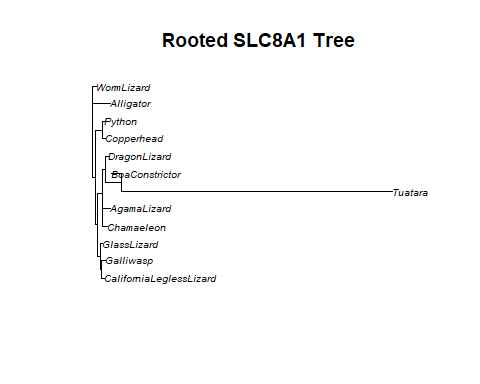 Rooted SLC8A1 Tree
WormLizard
Alligator
Python
Copperhead
DragonLizard
BoaConstrictor
Tuatara
AgamaLizard
Chamaeleon
GlassLizard
Galliwasp
CaliforniaLeglessLizard